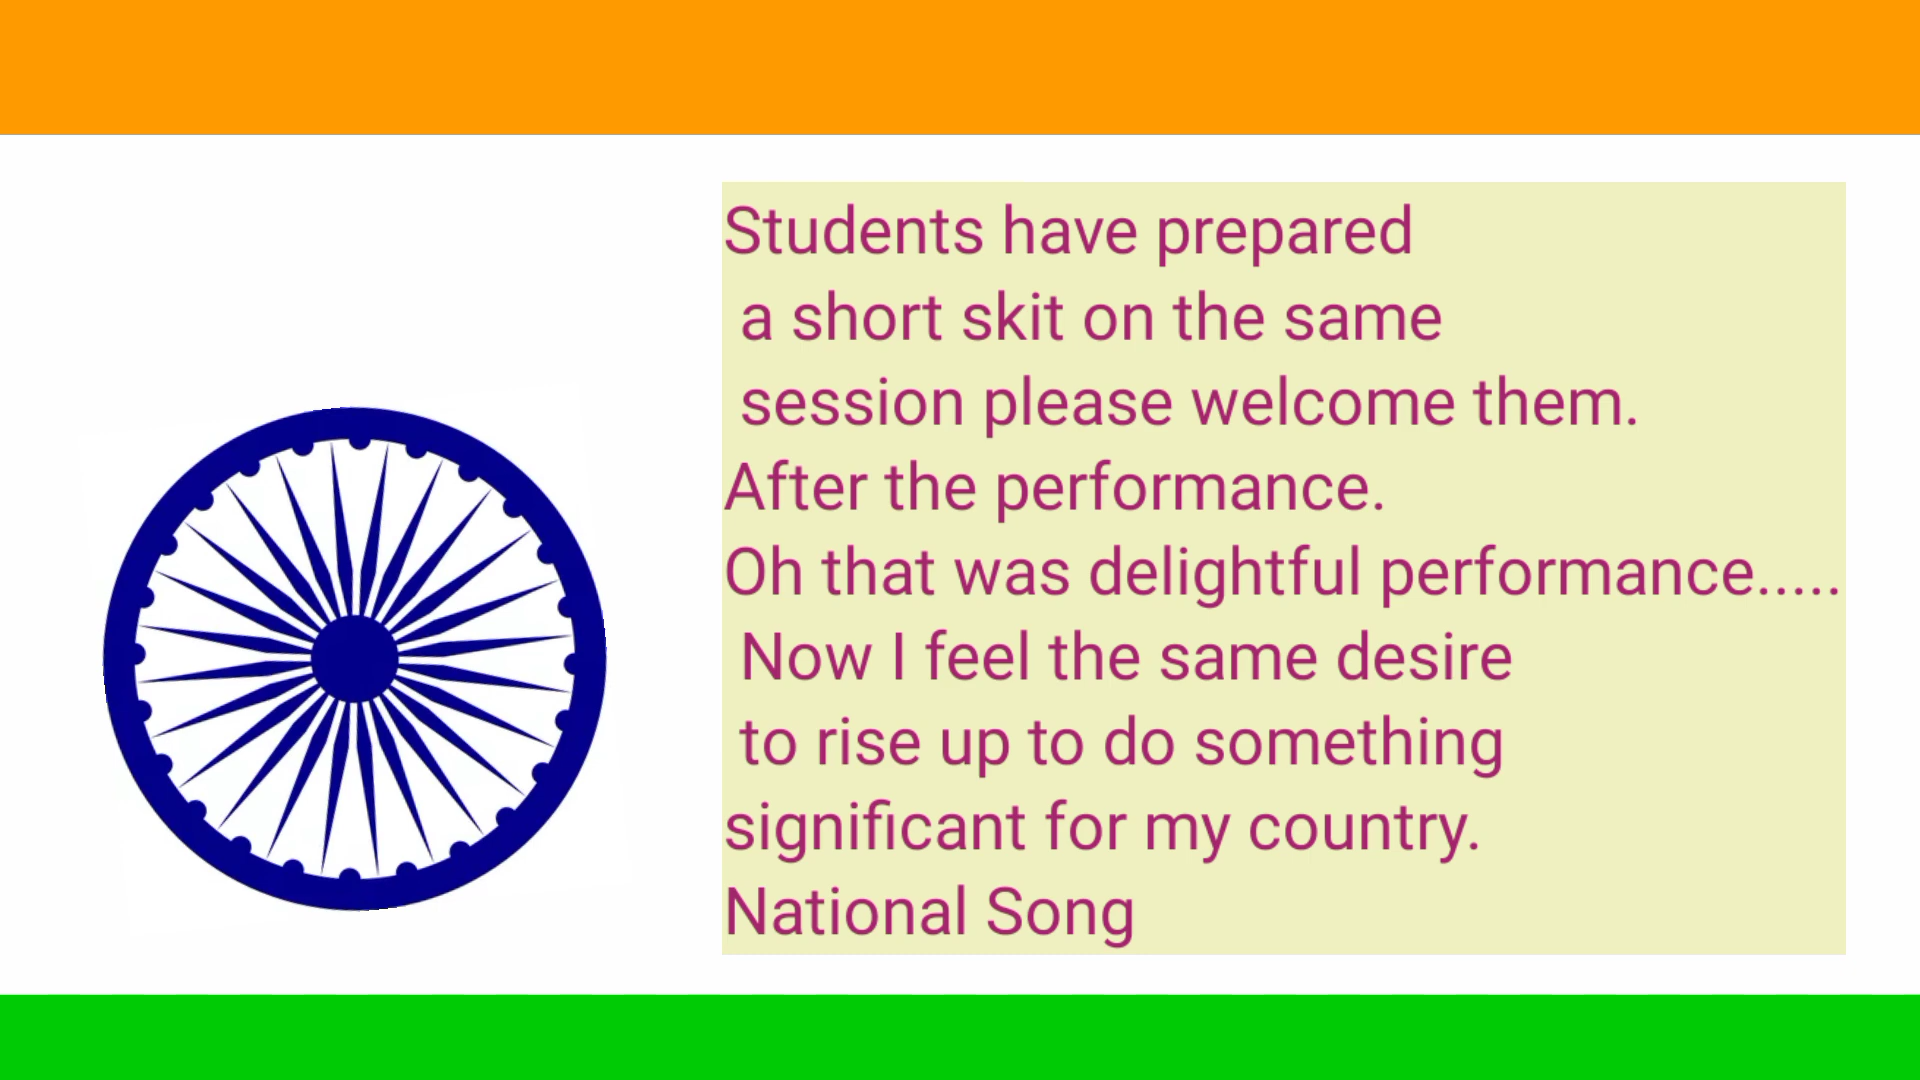 Students have prepared
a short skit on the same
session please welcome them.
After the performance.
Oh that was delightful performance.....
Now I feel the same desire
to rise up to do something
significant for my country.
National Song